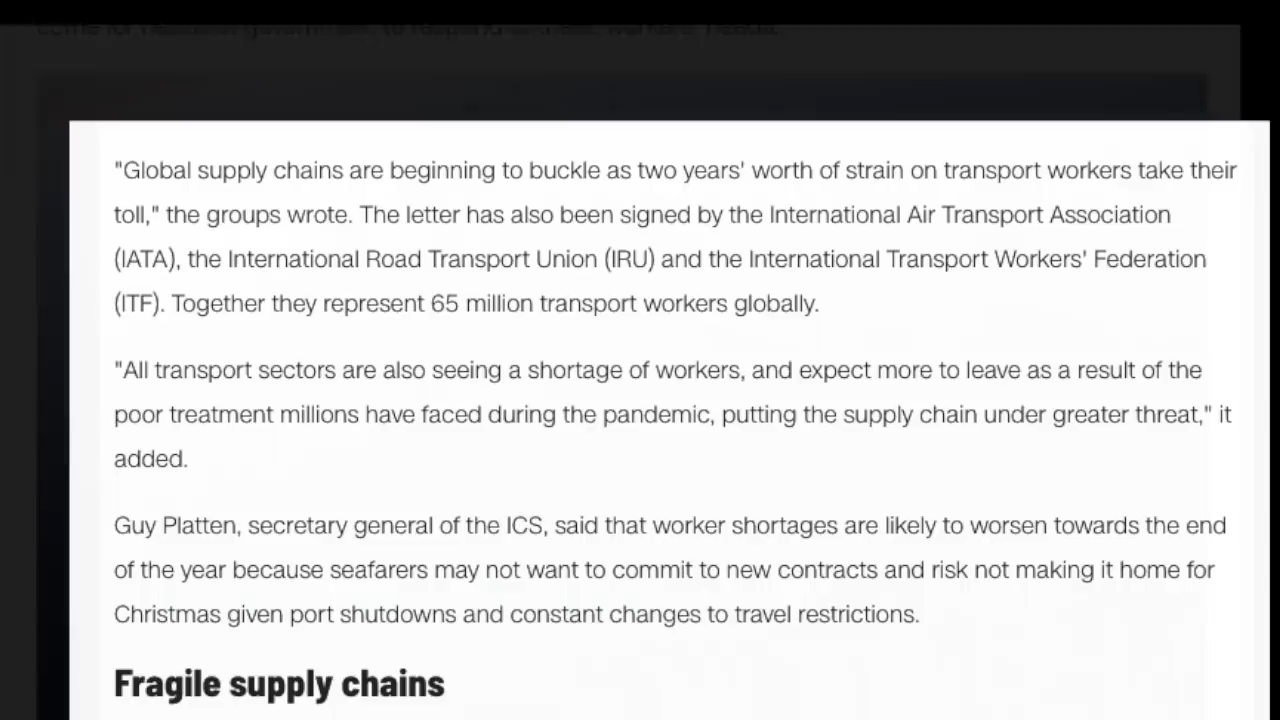 "Global supply chains are beginning to buckle as two years' worth of strain on transport workers take their
toll," the groups wrote. The letter has also been signed by the International Air Transport Association
(IATA), the International Road Transport Union (IRU) and the International Transport Workers' Federation
(ITF). Together they represent 65 million transport workers globally.
"All transport sectors are also seeing a shortage of workers, and expect more to leave as a result of the
poor treatment millions have faced during the pandemic, putting the supply chain under greater threat," it
added.
Guy Platten, secretary general of the ICS, said that worker shortages are likely to worsen towards the end
of the year because seafarers may not want to commit to new contracts and risk not making it home for
Christmas given port shutdowns and constant changes to travel restrictions.
Fragile supply chains